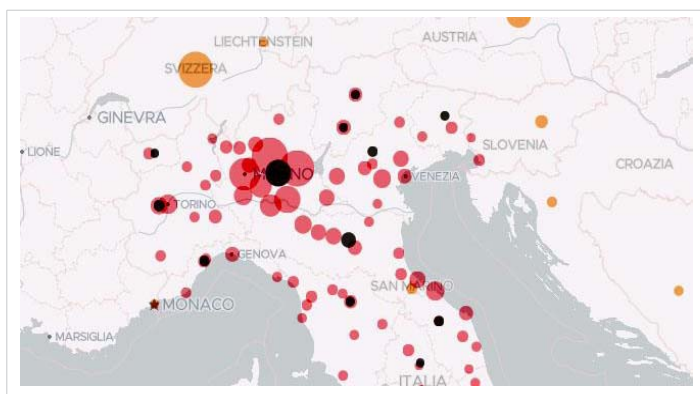 LIECHTENSTEIN
AUSTRIA
SVIZZERA
GINEVRA
SLOVENIA
LIONE
CROAZIA
VENEZIA
TORINO
GENOVA
SAN MARINO
MONACO
MARSIGLIA
ITALIA